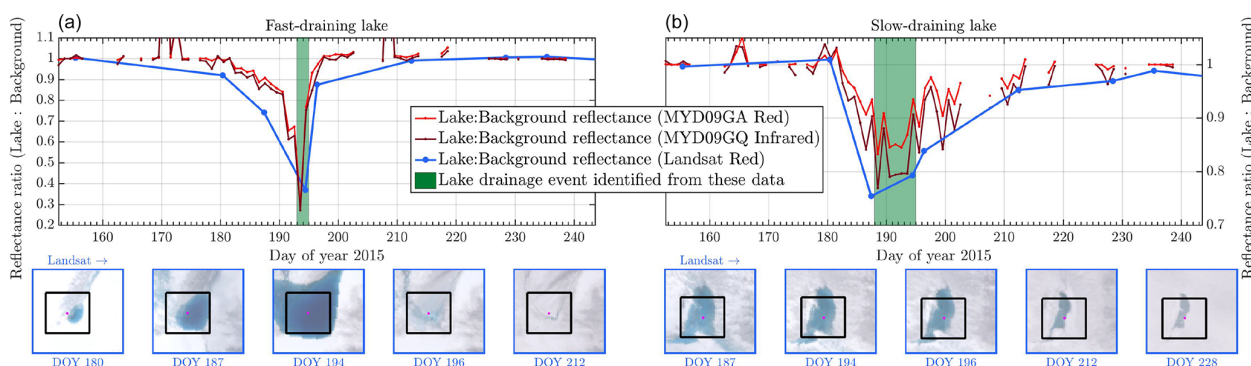 (a)
Fast-draining lake
Reflectance ratio (Lake : Background)
1.1
1
0.9
0.8
0.7
0.6
0.5
0.4
0.3
0.2
160
170
180
190
200
210
220
230
240
Day of year 2015
(b)
Slow-draining lake
1
0.9
0.8
0.7
Reflectance ratio (Lake : Background)
160
170
180
190
200
210
220
230
240
Day of year 2015
Lake:Background reflectance (MYD09GA Red)
Lake:Background reflectance (MYD09GQ Infrared)
Lake:Background reflectance (Landsat Red)
Lake drainage event identified from these data
Landsat →
DOY 180
DOY 187
DOY 194
DOY 196
DOY 212
Landsat →
DOY 187
DOY 194
DOY 196
DOY 212
DOY 228